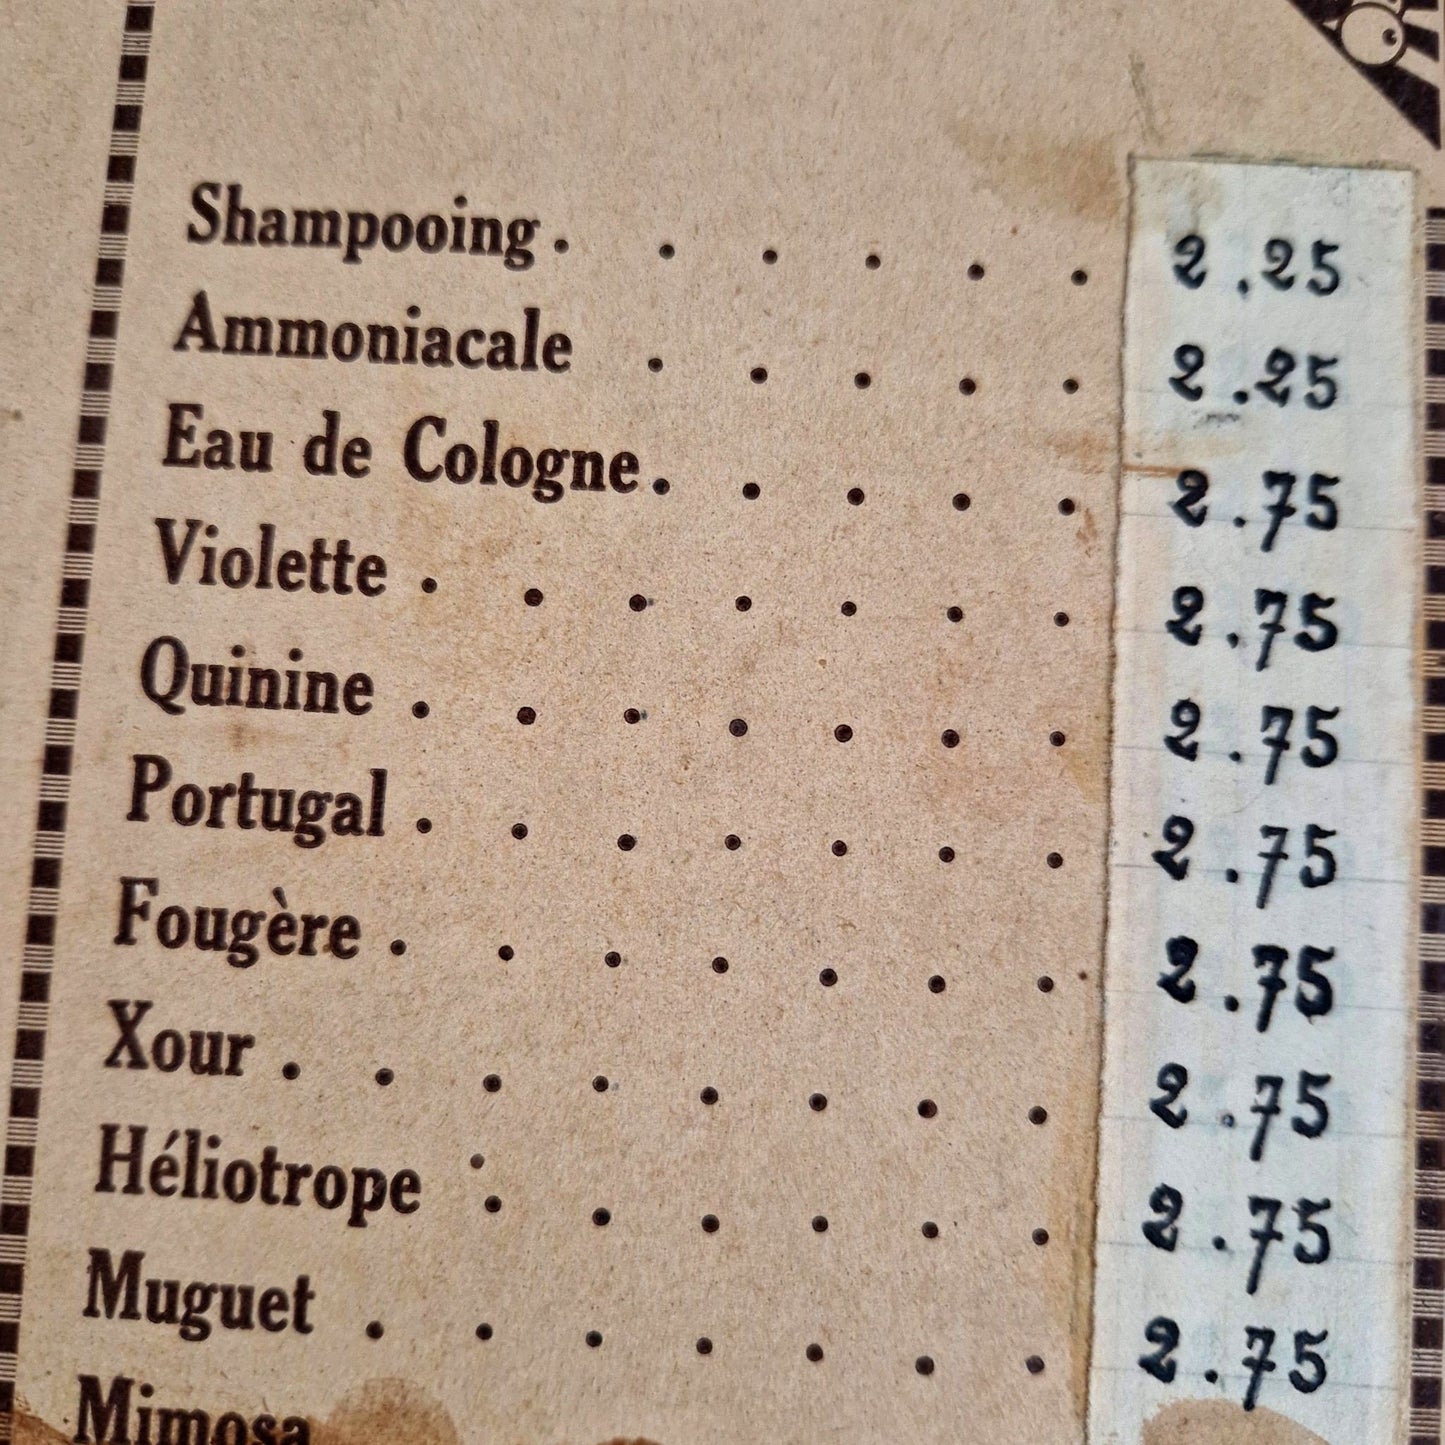 Shampooing . . . . . . 2.25
Ammoniacale . . . . . 2.25
Eau de Cologne . . . . . 2.75
Violette . . . . . . . 2.75
Quinine . . . . . . . 2.75
Portugal . . . . . . . 2.75
Fougère . . . . . . . 2.75
Xour . . . . . . . . 2.75
Héliotrope . . . . . . 2.75
Muguet . . . . . . . 2.75
Mimosa